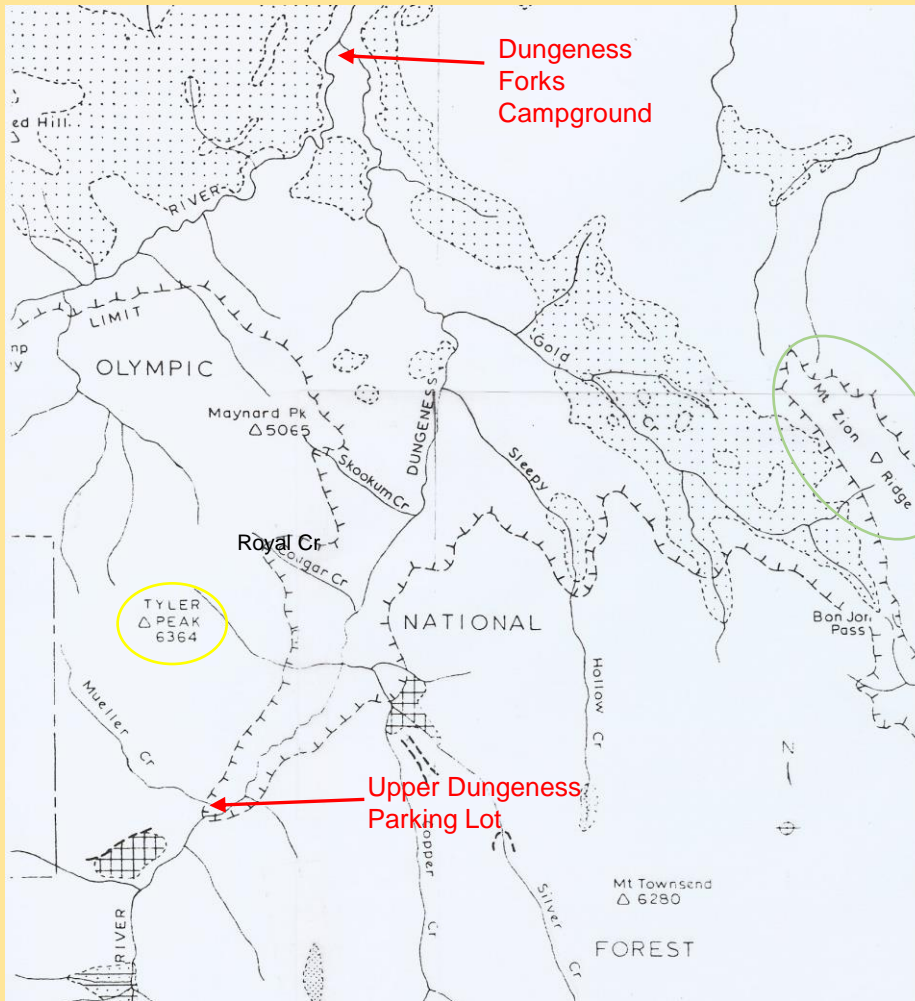 Dungeness
Forks
Campground
ed Hill
RIVER
LIMIT
OLYMPIC
Gold
Cr
Mt Zion
Ridge
Maynard Pk
5065
DUNGENESS
Skookum Cr
Sleepy
Royal Cr
Cougar Cr
TYLER
PEAK
6364
NATIONAL
Bon Jon
Pass
Mueller
Cr
Hollow
Cr
N
Upper Dungeness
Parking Lot
Copper
Cr
Silver
Cr
Mt Townsend
6280
RIVER
FOREST